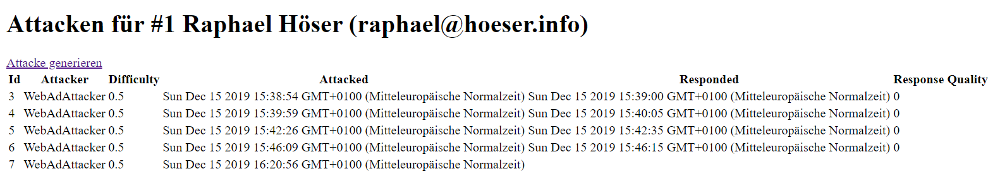 Attacken für #1 Raphael Höser (raphael@hoeser.info)
Attacke generieren
Id Attacker Difficulty Attacked Responded Response Quality
3 WebAdAttacker 0.5 Sun Dec 15 2019 15:38:54 GMT+0100 (Mitteleuropäische Normalzeit) Sun Dec 15 2019 15:39:00 GMT+0100 (Mitteleuropäische Normalzeit) 0
4 WebAdAttacker 0.5 Sun Dec 15 2019 15:39:59 GMT+0100 (Mitteleuropäische Normalzeit) Sun Dec 15 2019 15:40:05 GMT+0100 (Mitteleuropäische Normalzeit) 0
5 WebAdAttacker 0.5 Sun Dec 15 2019 15:42:26 GMT+0100 (Mitteleuropäische Normalzeit) Sun Dec 15 2019 15:42:35 GMT+0100 (Mitteleuropäische Normalzeit) 0
6 WebAdAttacker 0.5 Sun Dec 15 2019 15:46:09 GMT+0100 (Mitteleuropäische Normalzeit) Sun Dec 15 2019 15:46:15 GMT+0100 (Mitteleuropäische Normalzeit) 0
7 WebAdAttacker 0.5 Sun Dec 15 2019 16:20:56 GMT+0100 (Mitteleuropäische Normalzeit)